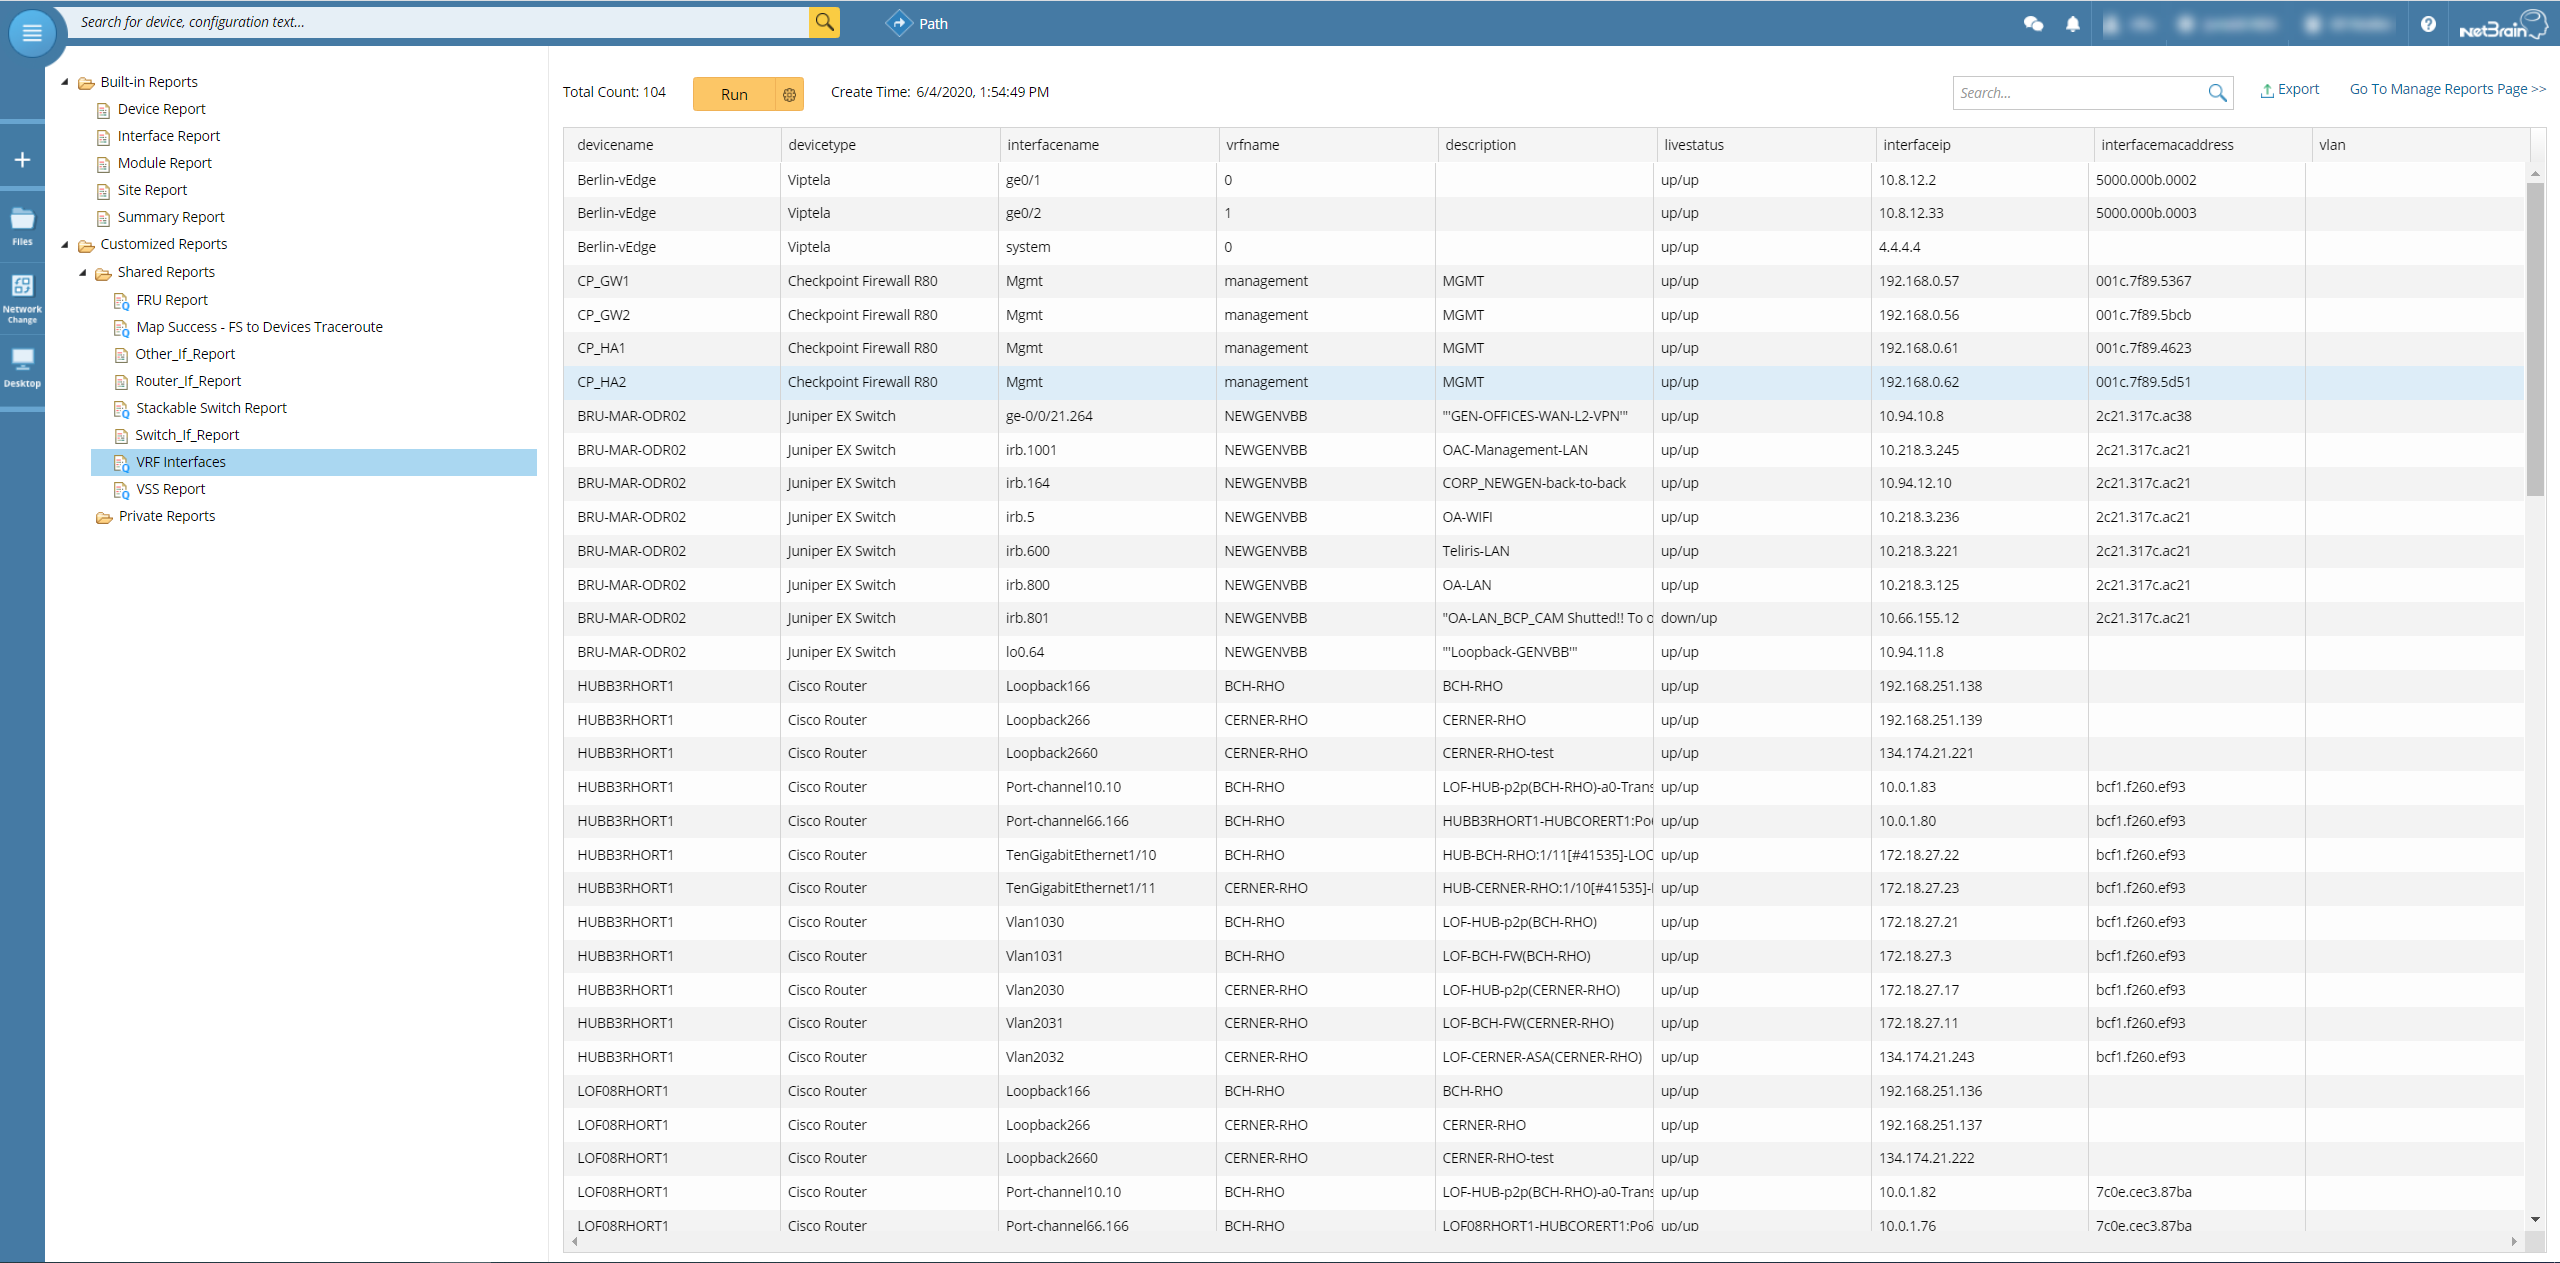 Search for device, configuration text...
Path
NetBrain
Files
Network
Change
Desktop
Built-in Reports
Device Report
Interface Report
Module Report
Site Report
Summary Report
Customized Reports
Shared Reports
FRU Report
Map Success - FS to Devices Traceroute
Other_If_Report
Router_If_Report
Stackable Switch Report
Switch_If_Report
VRF Interfaces
VSS Report
Private Reports
Total Count: 104 Run Create Time: 6/4/2020, 1:54:49 PM Search... Export Go To Manage Reports Page >>
devicename devicetype interfacename vrfname description livestatus interfaceip interfacemacaddress vlan
Berlin-vEdge Viptela ge0/1 0 up/up 10.8.12.2 5000.000b.0002
Berlin-vEdge Viptela ge0/2 1 up/up 10.8.12.33 5000.000b.0003
Berlin-vEdge Viptela system 0 up/up 4.4.4.4
CP_GW1 Checkpoint Firewall R80 Mgmt management MGMT up/up 192.168.0.57 001c.7f89.5367
CP_GW2 Checkpoint Firewall R80 Mgmt management MGMT up/up 192.168.0.56 001c.7f89.5bcb
CP_HA1 Checkpoint Firewall R80 Mgmt management MGMT up/up 192.168.0.61 001c.7f89.4623
CP_HA2 Checkpoint Firewall R80 Mgmt management MGMT up/up 192.168.0.62 001c.7f89.5d51
BRU-MAR-ODR02 Juniper EX Switch ge-0/0/21.264 NEWGENVBB "'GEN-OFFICES-WAN-L2-VPN'" up/up 10.94.10.8 2c21.317c.ac38
BRU-MAR-ODR02 Juniper EX Switch irb.1001 NEWGENVBB OAC-Management-LAN up/up 10.218.3.245 2c21.317c.ac21
BRU-MAR-ODR02 Juniper EX Switch irb.164 NEWGENVBB CORP_NEWGEN-back-to-back up/up 10.94.12.10 2c21.317c.ac21
BRU-MAR-ODR02 Juniper EX Switch irb.5 NEWGENVBB OA-WIFI up/up 10.218.3.236 2c21.317c.ac21
BRU-MAR-ODR02 Juniper EX Switch irb.600 NEWGENVBB Teliris-LAN up/up 10.218.3.221 2c21.317c.ac21
BRU-MAR-ODR02 Juniper EX Switch irb.800 NEWGENVBB OA-LAN up/up 10.218.3.125 2c21.317c.ac21
BRU-MAR-ODR02 Juniper EX Switch irb.801 NEWGENVBB "OA-LAN_BCP_CAM Shutted!! To o down/up 10.66.155.12 2c21.317c.ac21
BRU-MAR-ODR02 Juniper EX Switch lo0.64 NEWGENVBB "'Loopback-GENVBB'" up/up 10.94.11.8
HUBB3RHORT1 Cisco Router Loopback166 BCH-RHO BCH-RHO up/up 192.168.251.138
HUBB3RHORT1 Cisco Router Loopback266 CERNER-RHO CERNER-RHO up/up 192.168.251.139
HUBB3RHORT1 Cisco Router Loopback2660 CERNER-RHO CERNER-RHO-test up/up 134.174.21.221
HUBB3RHORT1 Cisco Router Port-channel10.10 BCH-RHO LOF-HUB-p2p(BCH-RHO)-a0-Trans up/up 10.0.1.83 bcf1.f260.ef93
HUBB3RHORT1 Cisco Router Port-channel66.166 BCH-RHO HUBB3RHORT1-HUBCORERT1:Po6 up/up 10.0.1.80 bcf1.f260.ef93
HUBB3RHORT1 Cisco Router TenGigabitEthernet1/10 BCH-RHO HUB-BCH-RHO:1/11[#41535]-LOC up/up 172.18.27.22 bcf1.f260.ef93
HUBB3RHORT1 Cisco Router TenGigabitEthernet1/11 CERNER-RHO HUB-CERNER-RHO:1/10[#41535]- up/up 172.18.27.23 bcf1.f260.ef93
HUBB3RHORT1 Cisco Router Vlan1030 BCH-RHO LOF-HUB-p2p(BCH-RHO) up/up 172.18.27.21 bcf1.f260.ef93
HUBB3RHORT1 Cisco Router Vlan1031 BCH-RHO LOF-BCH-FW(BCH-RHO) up/up 172.18.27.3 bcf1.f260.ef93
HUBB3RHORT1 Cisco Router Vlan2030 CERNER-RHO LOF-HUB-p2p(CERNER-RHO) up/up 172.18.27.17 bcf1.f260.ef93
HUBB3RHORT1 Cisco Router Vlan2031 CERNER-RHO LOF-BCH-FW(CERNER-RHO) up/up 172.18.27.11 bcf1.f260.ef93
HUBB3RHORT1 Cisco Router Vlan2032 CERNER-RHO LOF-CERNER-ASA(CERNER-RHO) up/up 134.174.21.243 bcf1.f260.ef93
LOF08RHORT1 Cisco Router Loopback166 BCH-RHO BCH-RHO up/up 192.168.251.136
LOF08RHORT1 Cisco Router Loopback266 CERNER-RHO CERNER-RHO up/up 192.168.251.137
LOF08RHORT1 Cisco Router Loopback2660 CERNER-RHO CERNER-RHO-test up/up 134.174.21.222
LOF08RHORT1 Cisco Router Port-channel10.10 BCH-RHO LOF-HUB-p2p(BCH-RHO)-a0-Trans up/up 10.0.1.82 7c0e.cec3.87ba
LOF08RHORT1 Cisco Router Port-channel66.166 BCH-RHO LOF08RHORT1-HUBCORERT1:Po6 up/up 10.0.1.76 7c0e.cec3.87ba